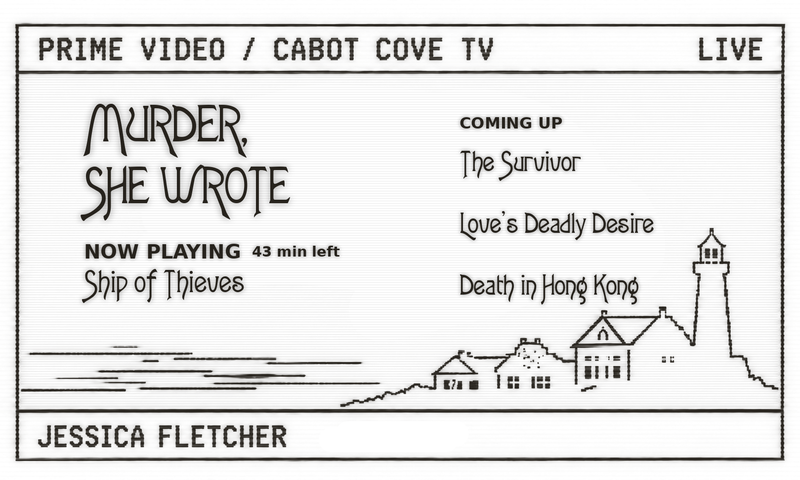 PRIME VIDEO / CABOT COVE TV
LIVE
MURDER,
SHE WROTE
NOW PLAYING 43 min left
Ship of Thieves
COMING UP
The Survivor
Love's Deadly Desire
Death in Hong Kong
JESSICA FLETCHER